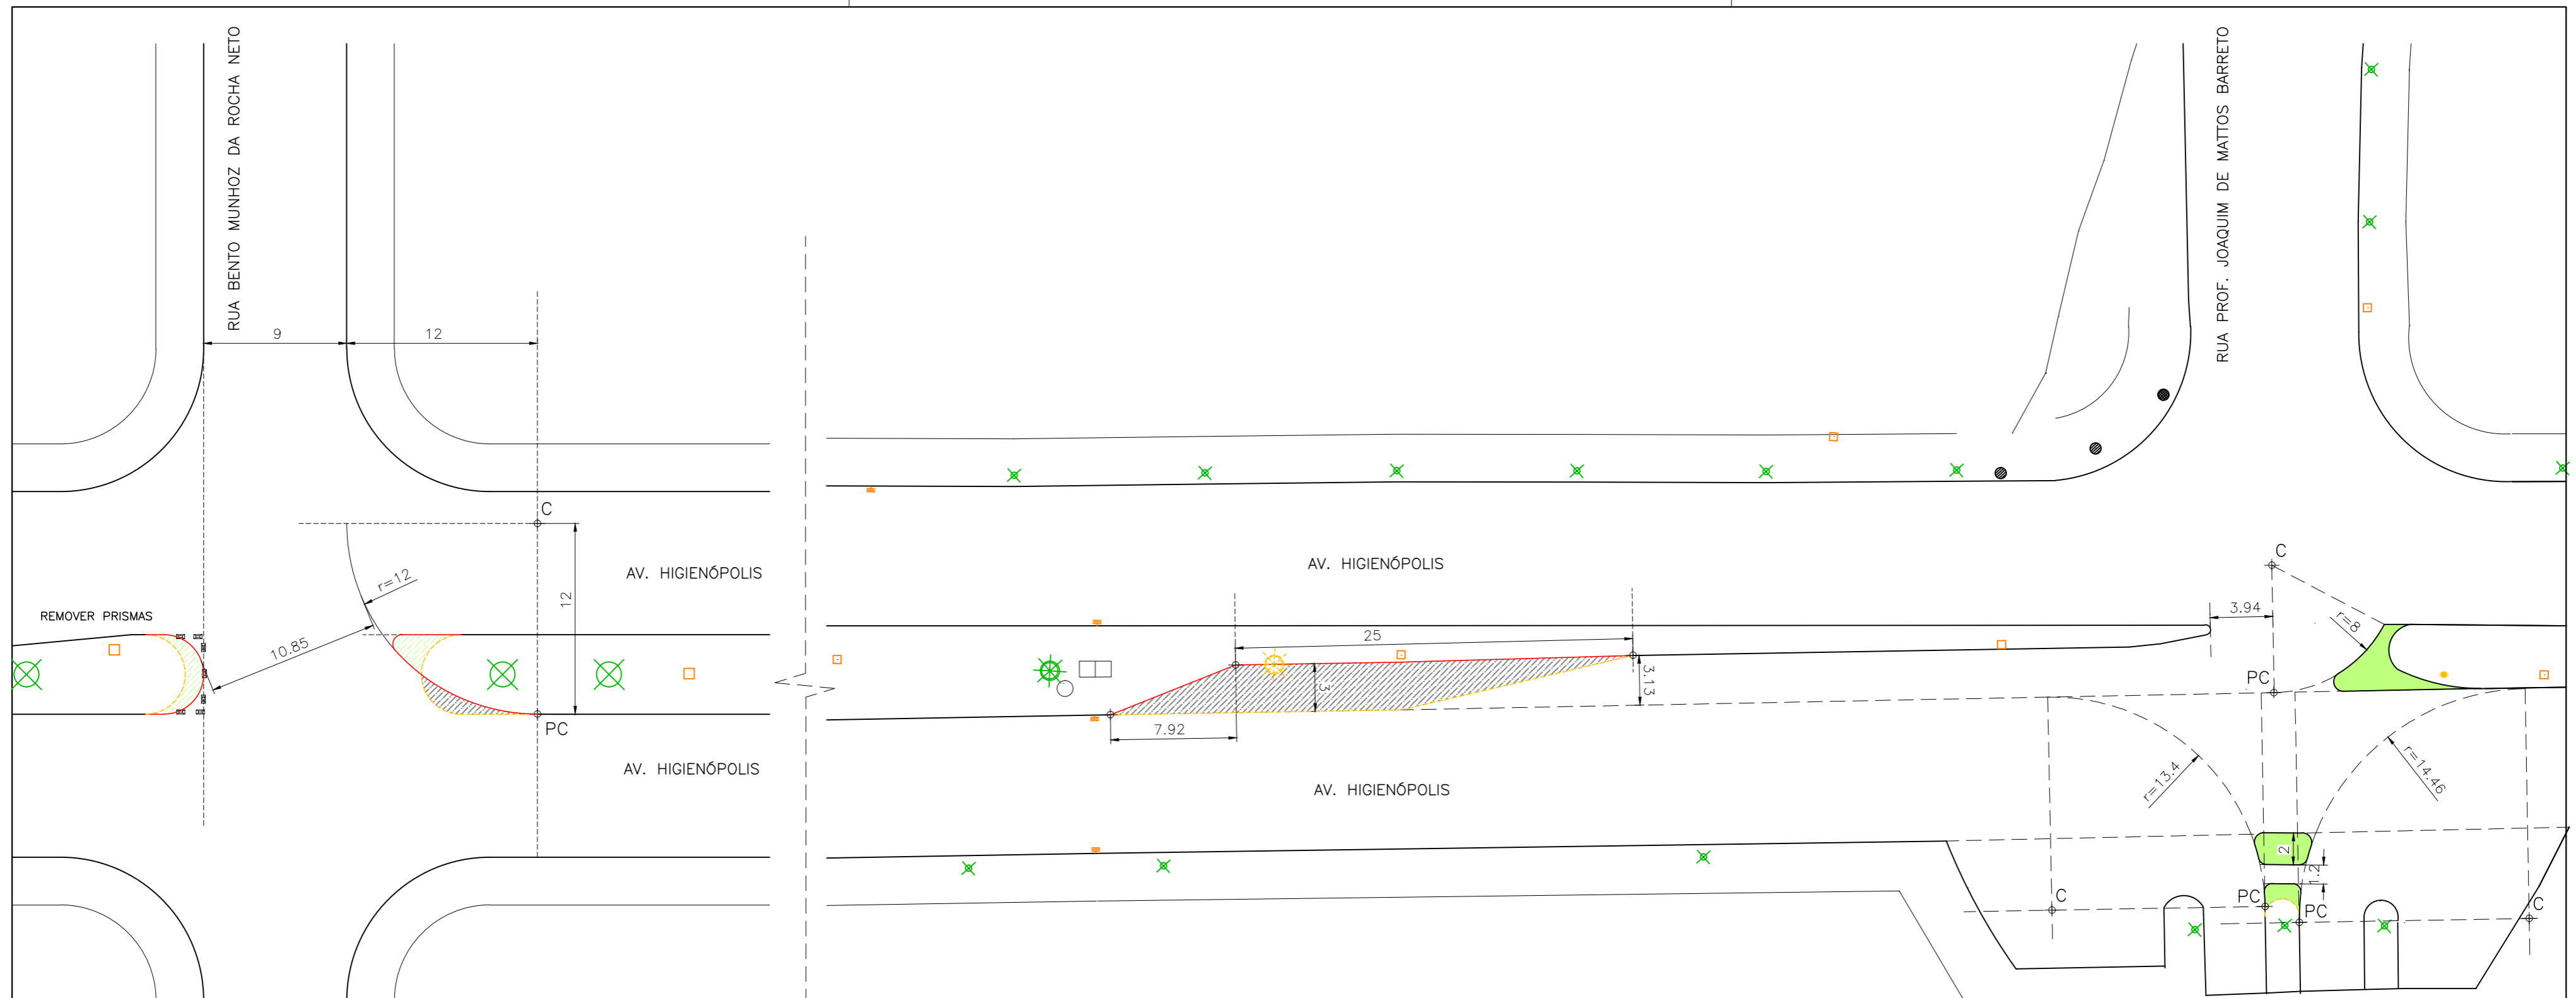 RUA BENTO MUNHOZ DA ROCHA NETO
RUA PROF. JOAQUIM DE MATTOS BARRETO
9
12
C
12
r=12
10.85
REMOVER PRISMAS
AV. HIGIENÓPOLIS
PC
AV. HIGIENÓPOLIS
AV. HIGIENÓPOLIS
25
3
3.13
7.92
AV. HIGIENÓPOLIS
C
3.94
r=8
PC
r=13.4
r=14.46
2
1.2
C
PC
PC
C